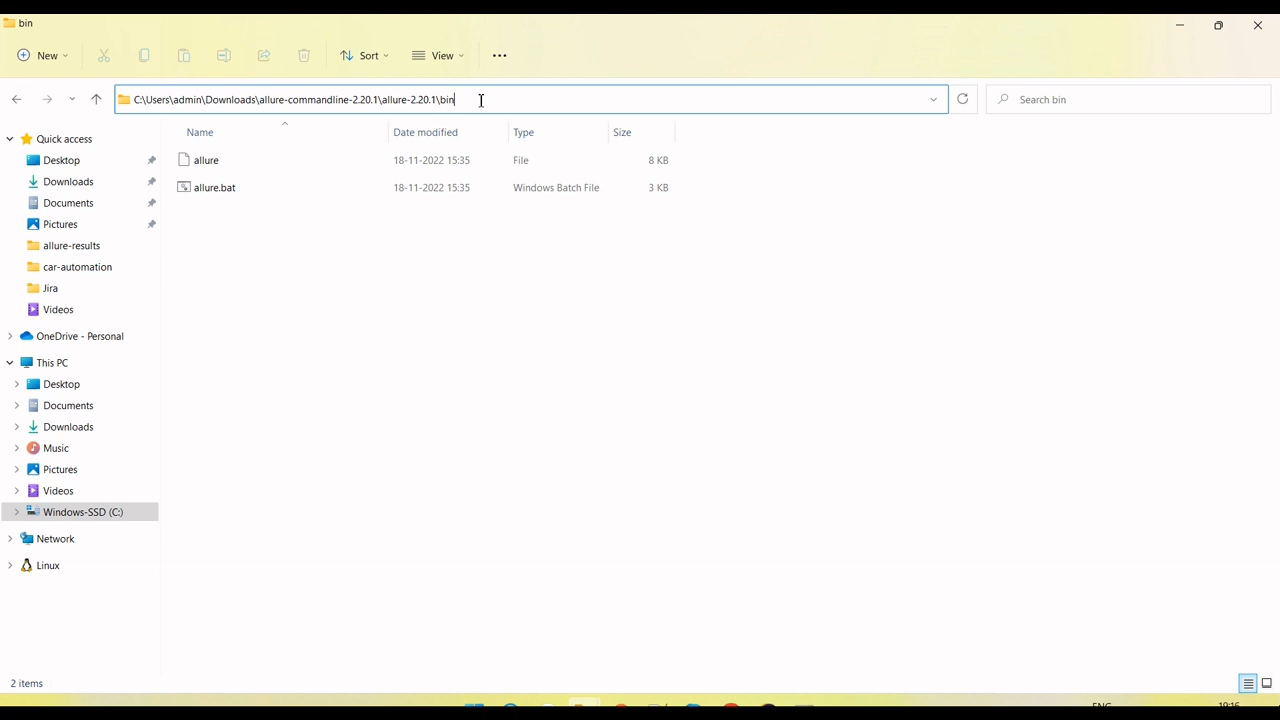 bin
New
Sort
View
C:\Users\admin\Downloads\allure-commandline-2.20.1\allure-2.20.1\bin
Search bin
Name Date modified Type Size
allure 18-11-2022 15:35 File 8 KB
allure.bat 18-11-2022 15:35 Windows Batch File 3 KB
Quick access
Desktop
Downloads
Documents
Pictures
allure-results
car-automation
Jira
Videos
OneDrive - Personal
This PC
Desktop
Documents
Downloads
Music
Pictures
Videos
Windows-SSD (C:)
Network
Linux
2 items
ENG 19:16